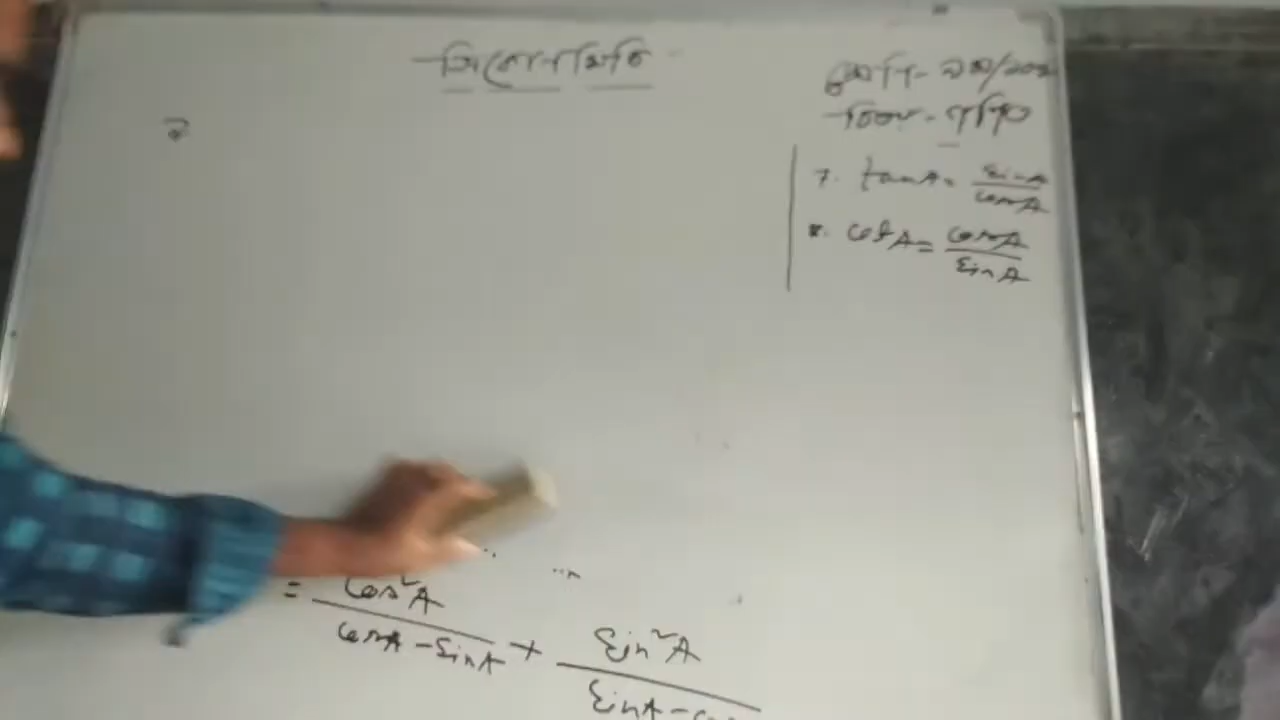 ত্রিকোণমিতি
শ্রেণি - ৯ম/১০ম
বিষয় - গণিত
7. tanA = sinA/cosA
8. cotA = cosA/sinA
= cos²A/cosA - sinA + sin²A/sinA -